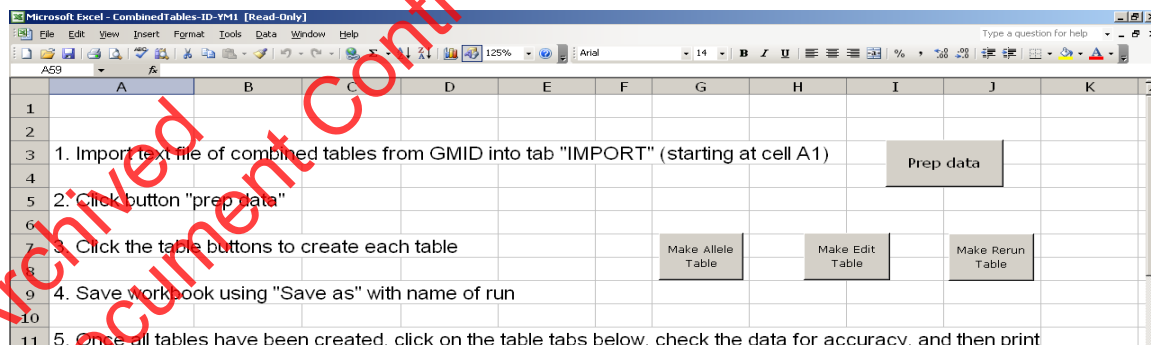 Microsoft Excel - CombinedTables-ID-YM1 [Read-Only]
File Edit View Insert Format Tools Data Window Help
Type a question for help
125%
Arial
14
B I U
% ,
A59
fx
A B C D E F G H I J K
1
2
3 1. Import text file of combined tables from GMID into tab "IMPORT" (starting at cell A1)
Prep data
4
5 2. Click button "prep data"
6
7 3. Click the table buttons to create each table
Make Allele Table
Make Edit Table
Make Rerun Table
8
9 4. Save workbook using "Save as" with name of run
10
11 5. Once all tables have been created, click on the table tabs below, check the data for accuracy, and then print
Archived
Document